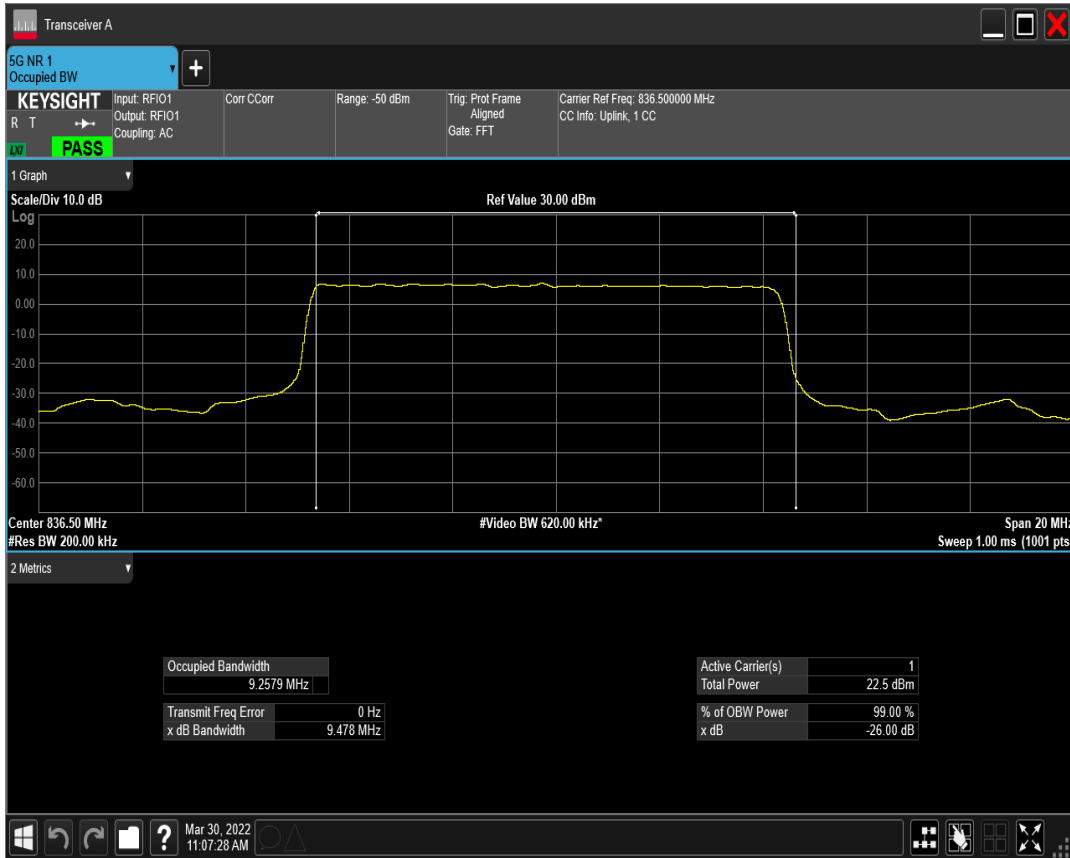 Transceiver A
5G NR 1
Occupied BW
KEYSIGHT
R T
LXI
PASS
Input: RFIO1
Output: RFIO1
Coupling: AC
Corr CCorr
Range: -50 dBm
Trig: Prot Frame
Aligned
Gate: FFT
Carrier Ref Freq: 836.500000 MHz
CC Info: Uplink, 1 CC
1 Graph
Scale/Div 10.0 dB
Ref Value 30.00 dBm
Log
20.0
10.0
0.00
-10.0
-20.0
-30.0
-40.0
-50.0
-60.0
Center 836.50 MHz
#Video BW 620.00 kHz*
Span 20 MHz
#Res BW 200.00 kHz
Sweep 1.00 ms (1001 pts
2 Metrics
Occupied Bandwidth
9.2579 MHz
Transmit Freq Error 0 Hz
x dB Bandwidth 9.478 MHz
Active Carrier(s) 1
Total Power 22.5 dBm
% of OBW Power 99.00 %
x dB -26.00 dB
?
Mar 30, 2022
11:07:28 AM